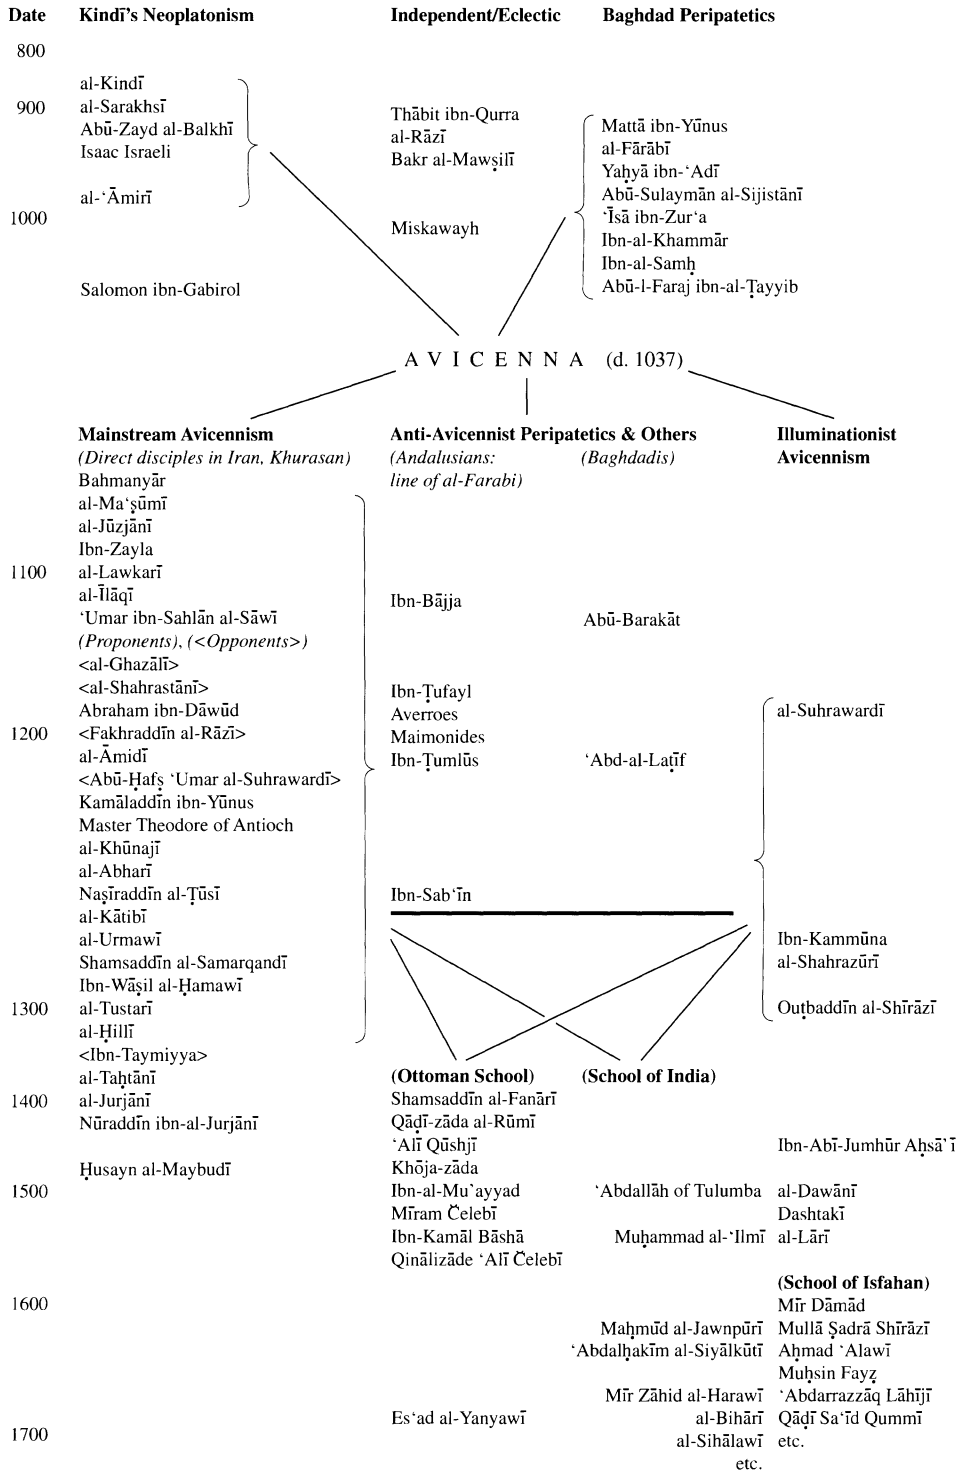 Date Kindī’s Neoplatonism Independent/Eclectic Baghdad Peripatetics
800
al-Kindī
900 al-Sarakhsī
Thābit ibn-Qurra
Abū-Zayd al-Balkhī
Mattā ibn-Yūnus
al-Rāzī
al-Fārābī
Isaac Israeli
Bakr al-Mawṣilī
Yaḥyā ibn-‘Adī
al-‘Āmirī
Abū-Sulaymān al-Sijistānī
1000
‘Īsā ibn-Zur‘a
Miskawayh
Ibn-al-Khammār
Ibn-al-Samḥ
Salomon ibn-Gabirol
Abū-l-Faraj ibn-al-Ṭayyib
A V I C E N N A (d. 1037)
Mainstream Avicennism Anti-Avicennist Peripatetics & Others Illuminationist
(Direct disciples in Iran, Khurasan) (Andalusians: (Baghdadis) Avicennism
Bahmanyār line of al-Farabi)
al-Ma‘ṣūmī
al-Jūzjānī
Ibn-Zayla
1100 al-Lawkarī
al-Īlāqī
Ibn-Bājja
‘Umar ibn-Sahlān al-Sāwī Abū-Barakāt
(Proponents), (<Opponents>)
<al-Ghazālī>
<al-Shahrastānī> Ibn-Ṭufayl
Abraham ibn-Dāwūd Averroes al-Suhrawardī
1200 <Fakhraddīn al-Rāzī> Maimonides
al-Āmidī Ibn-Ṭumlūs ‘Abd-al-Laṭīf
<Abū-Ḥafṣ ‘Umar al-Suhrawardī>
Kamāladdīn ibn-Yūnus
Master Theodore of Antioch
al-Khūnajī
al-Abharī
Naṣīraddīn al-Ṭūsī Ibn-Sab‘īn
al-Kātibī
al-Urmawī Ibn-Kammūna
Shamsaddīn al-Samarqandī al-Shahrazūrī
Ibn-Wāṣil al-Ḥamawī
1300 al-Tustarī Ouṭbaddīn al-Shīrāzī
al-Ḥillī
<Ibn-Taymiyya>
al-Taḥtānī (Ottoman School) (School of India)
1400 al-Jurjānī Shamsaddīn al-Fanārī
Nūraddīn ibn-al-Jurjānī Qāḍī-zāda al-Rūmī
‘Alī Qūshjī Ibn-Abī-Jumhūr Aḥsā’ī
Ḥusayn al-Maybudī Khōja-zāda
1500 Ibn-al-Mu’ayyad ‘Abdallāh of Tulumba al-Dawānī
Mīram Čelebī Dashtakī
Ibn-Kamāl Bāshā Muḥammad al-‘Ilmī al-Lārī
Qinālizāde ‘Alī Čelebī
(School of Isfahan)
1600 Mīr Dāmād
Maḥmūd al-Jawnpūrī Mullā Ṣadrā Shīrāzī
‘Abdalḥakīm al-Siyālkūtī Aḥmad ‘Alawī
Muḥsin Fayẓ
Mīr Zāhid al-Harawī ‘Abdarrazzāq Lāhījī
Es‘ad al-Yanyawī al-Bihārī Qāḍī Sa‘īd Qummī
1700 al-Sihālawī etc.
etc.